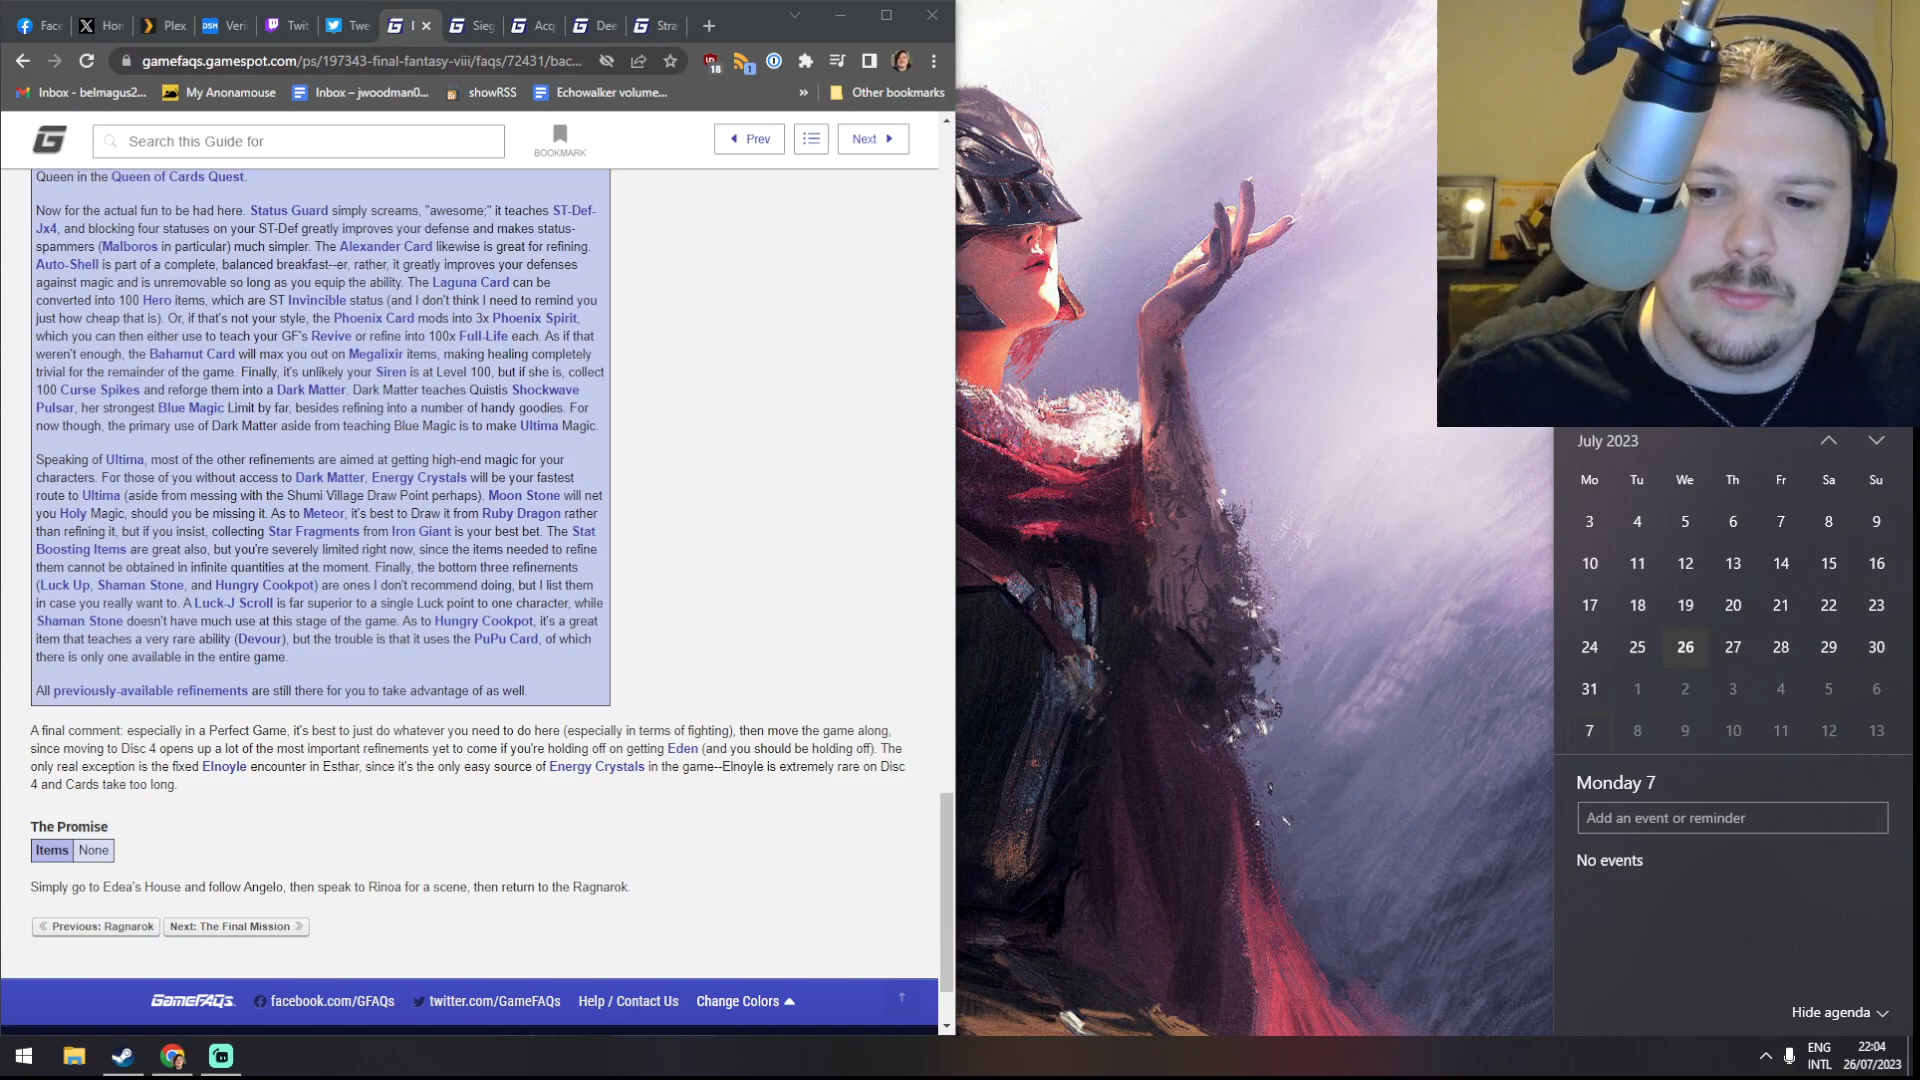 Face
Hon
Plex
DSM
Veri
Twit
Twe
Sieg
Acq
Dee
Stra
gamefaqs.gamespot.com/ps/197343-final-fantasy-viii/faqs/72431/bac...
18
1
Inbox - belmagus2...
My Anonamouse
Inbox – jwoodman0...
showRSS
Echowalker volume...
»
Other bookmarks
Search this Guide for
BOOKMARK
Prev
Next
Queen in the Queen of Cards Quest.
Now for the actual fun to be had here. Status Guard simply screams, "awesome;" it teaches ST-Def-
Jx4, and blocking four statuses on your ST-Def greatly improves your defense and makes status-
spammers (Malboros in particular) much simpler. The Alexander Card likewise is great for refining.
Auto-Shell is part of a complete, balanced breakfast--er, rather, it greatly improves your defenses
against magic and is unremovable so long as you equip the ability. The Laguna Card can be
converted into 100 Hero items, which are ST Invincible status (and I don't think I need to remind you
just how cheap that is). Or, if that's not your style, the Phoenix Card mods into 3x Phoenix Spirit,
which you can then either use to teach your GF's Revive or refine into 100x Full-Life each. As if that
weren't enough, the Bahamut Card will max you out on Megalixir items, making healing completely
trivial for the remainder of the game. Finally, it's unlikely your Siren is at Level 100, but if she is, collect
100 Curse Spikes and reforge them into a Dark Matter. Dark Matter teaches Quistis Shockwave
Pulsar, her strongest Blue Magic Limit by far, besides refining into a number of handy goodies. For
now though, the primary use of Dark Matter aside from teaching Blue Magic is to make Ultima Magic.
Speaking of Ultima, most of the other refinements are aimed at getting high-end magic for your
characters. For those of you without access to Dark Matter, Energy Crystals will be your fastest
route to Ultima (aside from messing with the Shumi Village Draw Point perhaps). Moon Stone will net
you Holy Magic, should you be missing it. As to Meteor, it's best to Draw it from Ruby Dragon rather
than refining it, but if you insist, collecting Star Fragments from Iron Giant is your best bet. The Stat
Boosting Items are great also, but you're severely limited right now, since the items needed to refine
them cannot be obtained in infinite quantities at the moment. Finally, the bottom three refinements
(Luck Up, Shaman Stone, and Hungry Cookpot) are ones I don't recommend doing, but I list them
in case you really want to. A Luck-J Scroll is far superior to a single Luck point to one character, while
Shaman Stone doesn't have much use at this stage of the game. As to Hungry Cookpot, it's a great
item that teaches a very rare ability (Devour), but the trouble is that it uses the PuPu Card, of which
there is only one available in the entire game.
All previously-available refinements are still there for you to take advantage of as well.
A final comment: especially in a Perfect Game, it's best to just do whatever you need to do here (especially in terms of fighting), then move the game along,
since moving to Disc 4 opens up a lot of the most important refinements yet to come if you're holding off on getting Eden (and you should be holding off). The
only real exception is the fixed Elnoyle encounter in Esthar, since it's the only easy source of Energy Crystals in the game--Elnoyle is extremely rare on Disc
4 and Cards take too long.
The Promise
Items None
Simply go to Edea's House and follow Angelo, then speak to Rinoa for a scene, then return to the Ragnarok.
Previous: Ragnarok
Next: The Final Mission
GameFAQs.
facebook.com/GFAQs
twitter.com/GameFAQs
Help / Contact Us
Change Colors
July 2023
Mo Tu We Th Fr Sa Su
3 4 5 6 7 8 9
10 11 12 13 14 15 16
17 18 19 20 21 22 23
24 25 26 27 28 29 30
31 1 2 3 4 5 6
7 8 9 10 11 12 13
Monday 7
Add an event or reminder
No events
Hide agenda
ENG
INTL
22:04
26/07/2023